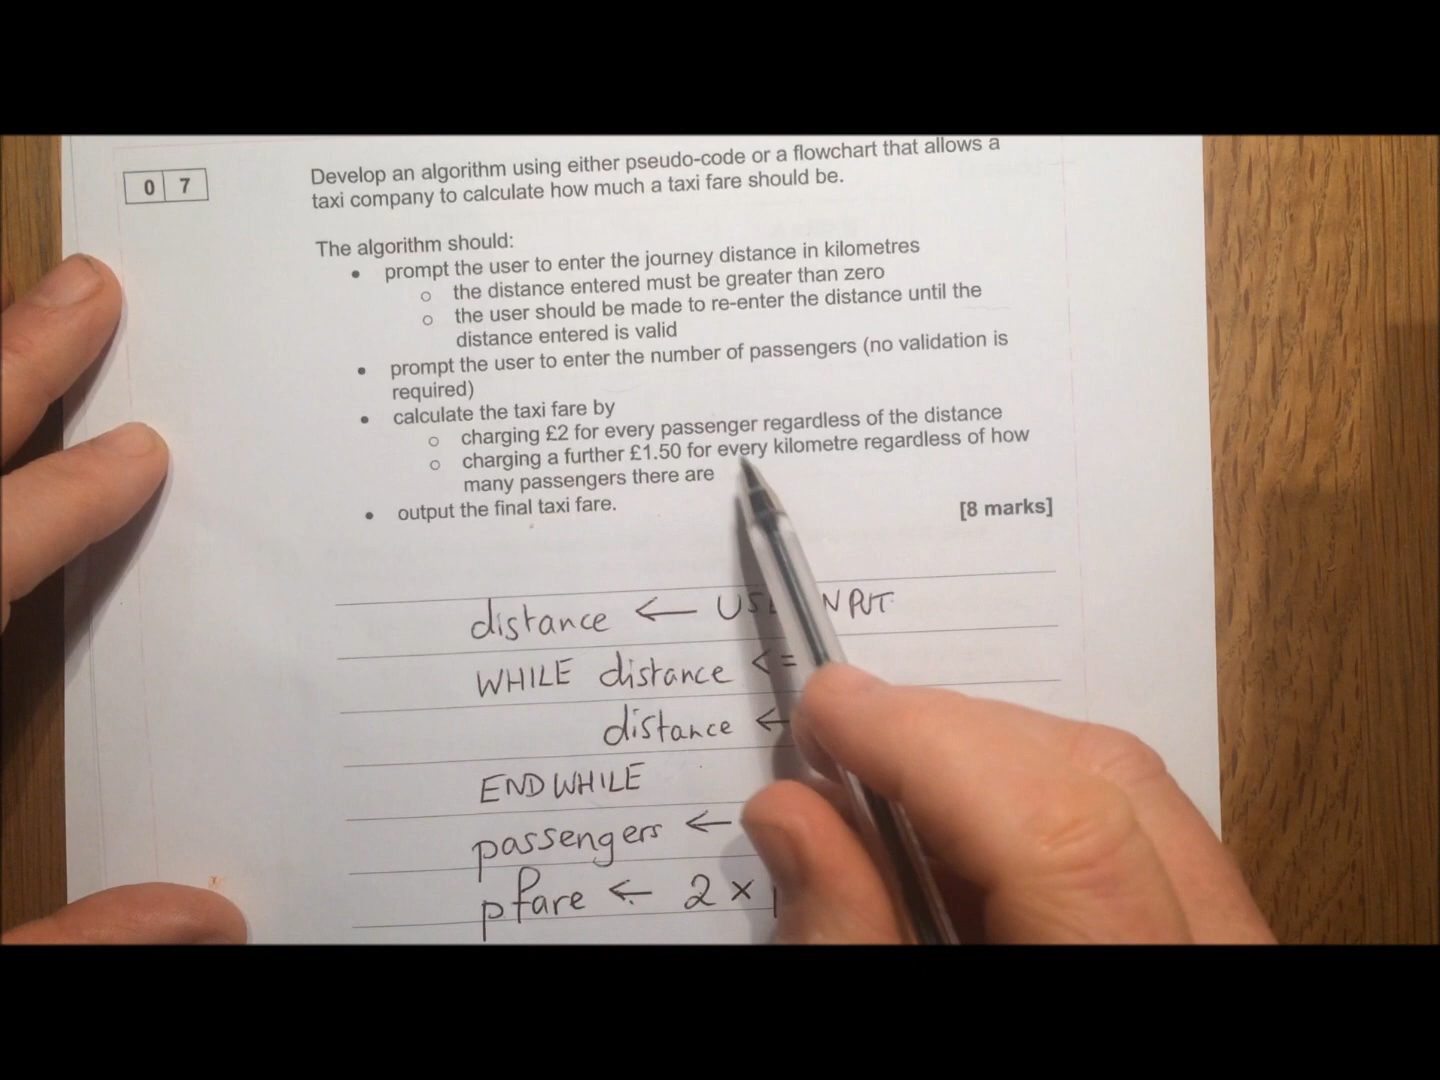 0 7
Develop an algorithm using either pseudo-code or a flowchart that allows a
taxi company to calculate how much a taxi fare should be.
The algorithm should:
• prompt the user to enter the journey distance in kilometres
o the distance entered must be greater than zero
o the user should be made to re-enter the distance until the
distance entered is valid
• prompt the user to enter the number of passengers (no validation is
required)
• calculate the taxi fare by
o charging £2 for every passenger regardless of the distance
o charging a further £1.50 for every kilometre regardless of how
many passengers there are
• output the final taxi fare.
[8 marks]
distance ←
WHILE distance <=
distance ←
ENDWHILE
passengers ←
pfare ← 2 ×